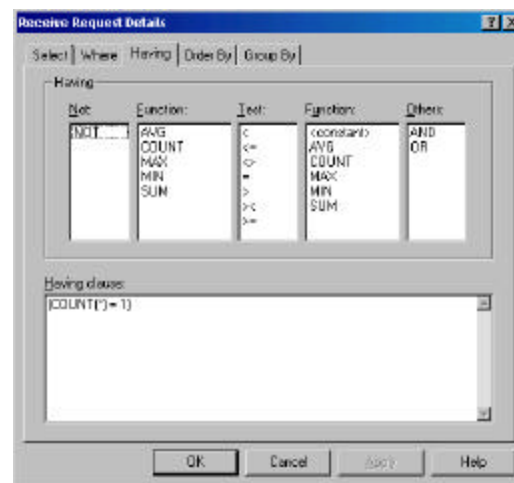 Receive Request Details
Select Where Having Order By Group By
Having
Not: Function: Test: Function: Others:
NOT AVG < <constant> AND
COUNT <= AVG OR
MAX <> COUNT
MIN = MAX
SUM > MIN
>< SUM
>=
Having clause:
(COUNT(*) = 1)
OK Cancel Apply Help